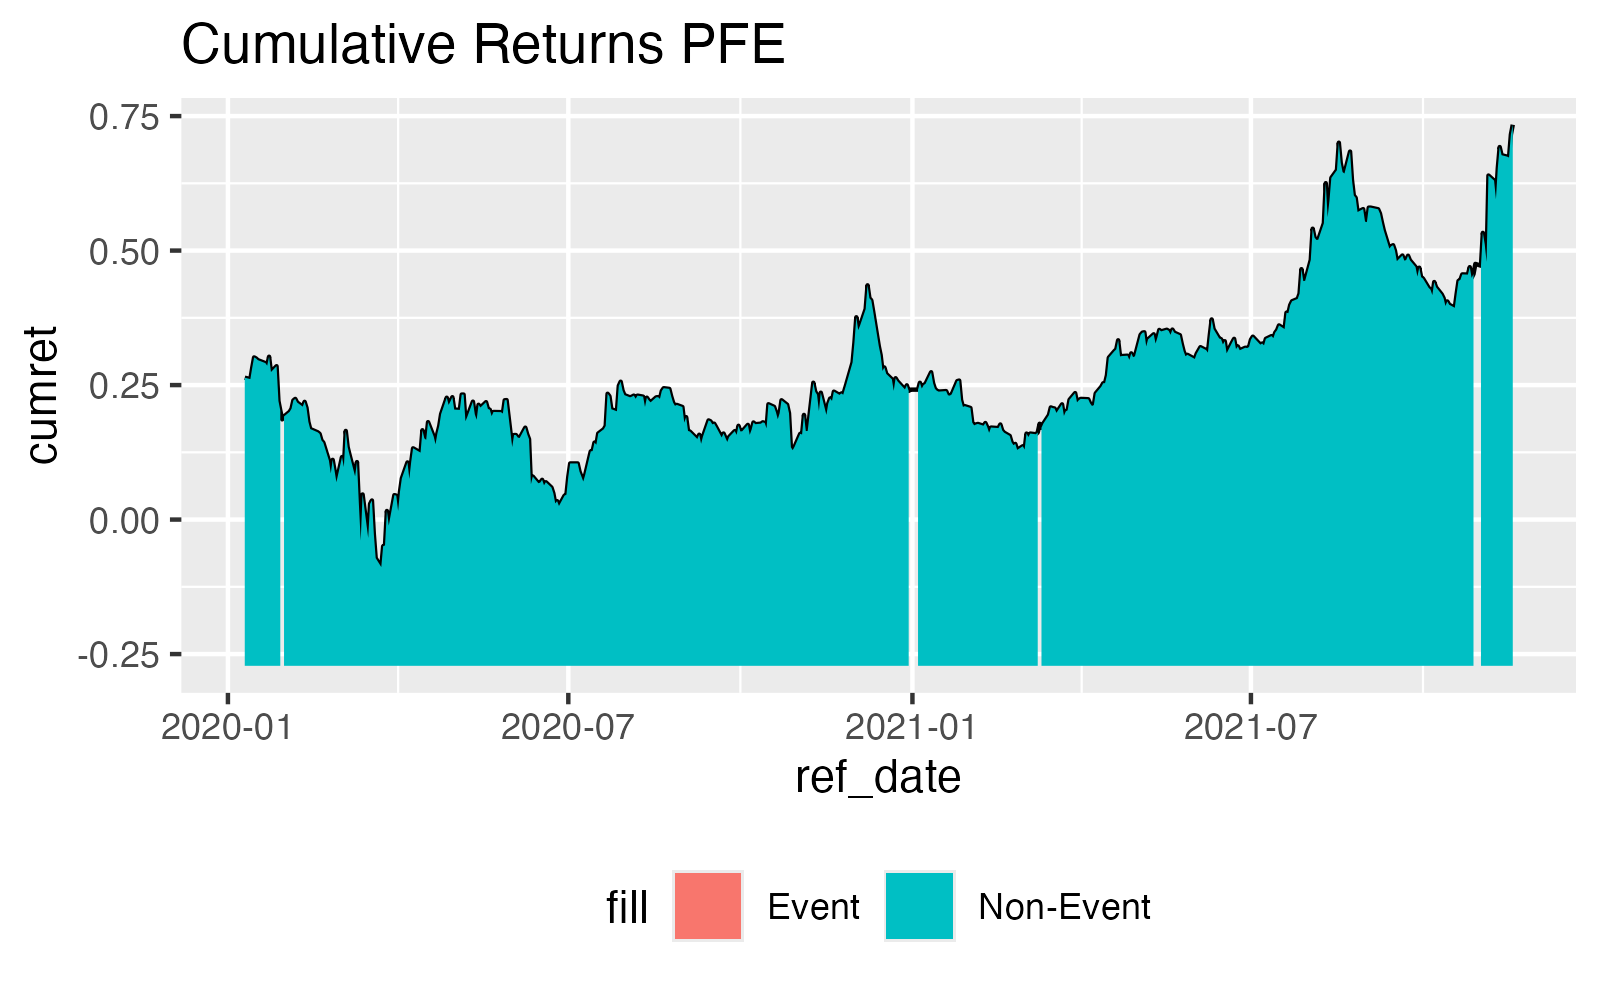 Cumulative Returns PFE
0.75
0.50
0.25
0.00
-0.25
cumret
2020-01 2020-07 2021-01 2021-07
ref_date
fill Event Non-Event